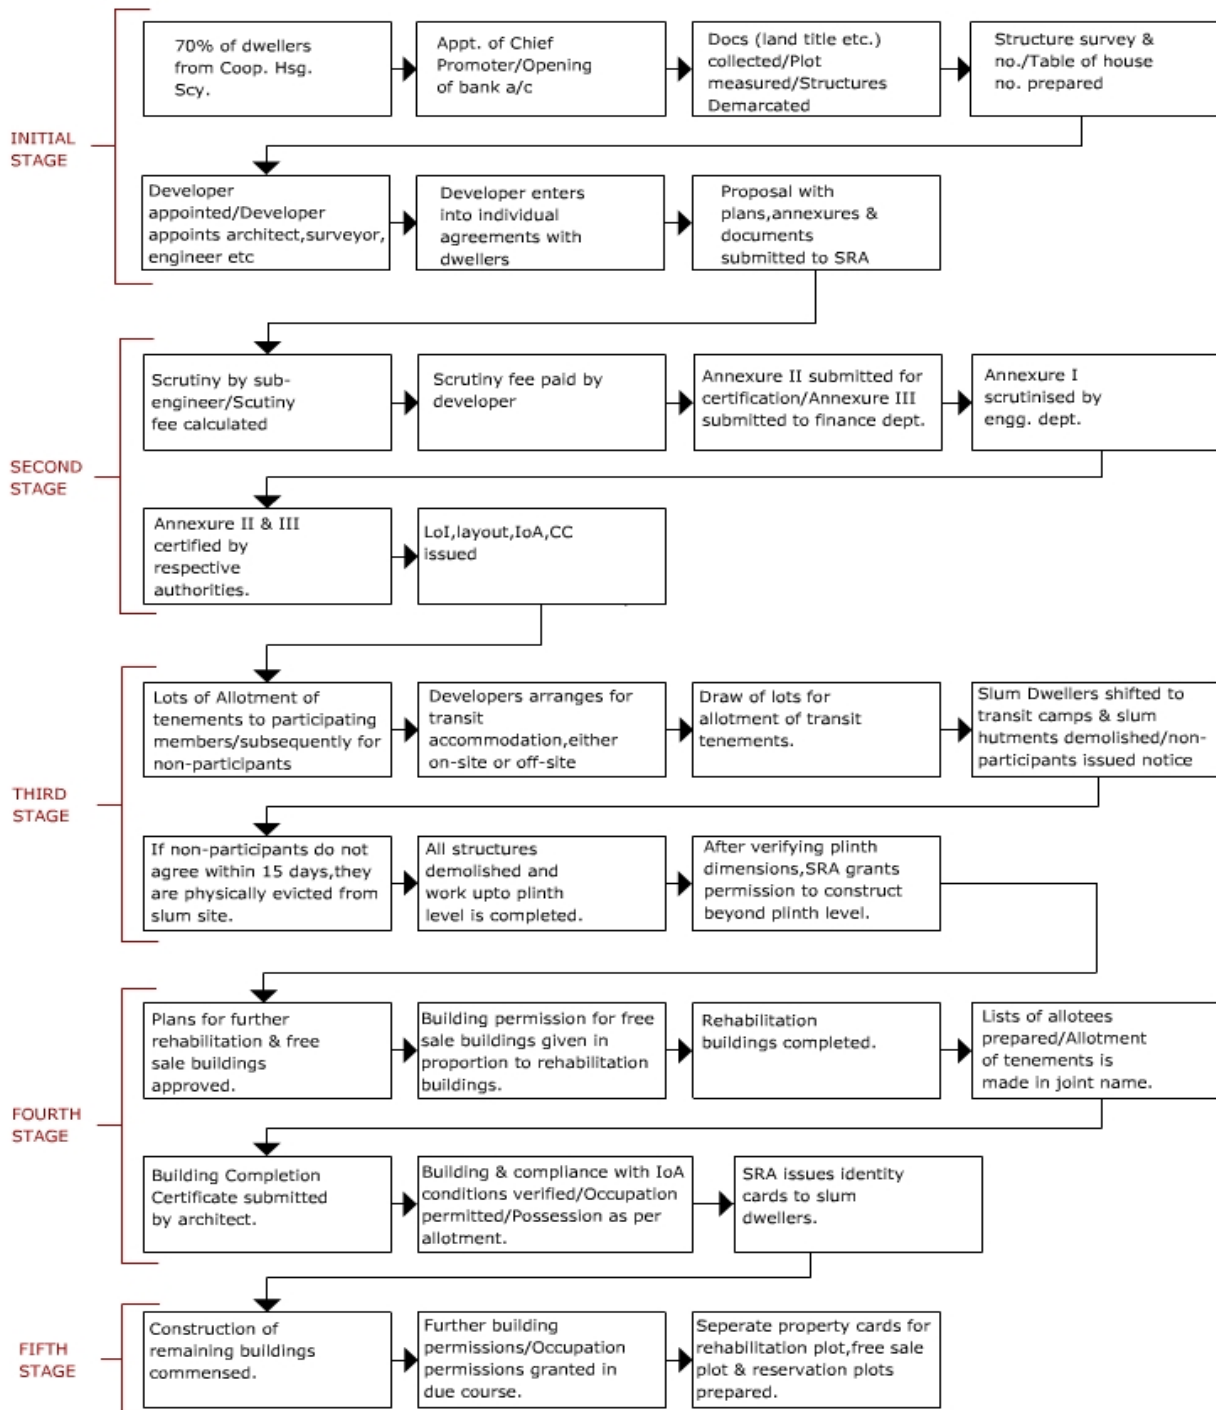 70% of dwellers
from Coop. Hsg.
Scy.
Appt. of Chief
Promoter/Opening
of bank a/c
Docs (land title etc.)
collected/Plot
measured/Structures
Demarcated
Structure survey &
no./Table of house
no. prepared
INITIAL
STAGE
Developer
appointed/Developer
appoints architect,surveyor,
engineer etc
Developer enters
into individual
agreements with
dwellers
Proposal with
plans,annexures &
documents
submitted to SRA
Scrutiny by sub-
engineer/Scutiny
fee calculated
Scrutiny fee paid by
developer
Annexure II submitted for
certification/Annexure III
submitted to finance dept.
Annexure I
scrutinised by
engg. dept.
SECOND
STAGE
Annexure II & III
certified by
respective
authorities.
LoI,layout,IoA,CC
issued
Lots of Allotment of
tenements to participating
members/subsequently for
non-participants
Developers arranges for
transit
accommodation,either
on-site or off-site
Draw of lots for
allotment of transit
tenements.
Slum Dwellers shifted to
transit camps & slum
hutments demolished/non-
participants issued notice
THIRD
STAGE
If non-participants do not
agree within 15 days,they
are physically evicted from
slum site.
All structures
demolished and
work upto plinth
level is completed.
After verifying plinth
dimensions,SRA grants
permission to construct
beyond plinth level.
Plans for further
rehabilitation & free
sale buildings
approved.
Building permission for free
sale buildings given in
proportion to rehabilitation
buildings.
Rehabilitation
buildings completed.
Lists of allotees
prepared/Allotment
of tenements is
made in joint name.
FOURTH
STAGE
Building Completion
Certificate submitted
by architect.
Building & compliance with IoA
conditions verified/Occupation
permitted/Possession as per
allotment.
SRA issues identity
cards to slum
dwellers.
FIFTH
STAGE
Construction of
remaining buildings
commensed.
Further building
permissions/Occupation
permissions granted in
due course.
Seperate property cards for
rehabilitation plot,free sale
plot & reservation plots
prepared.